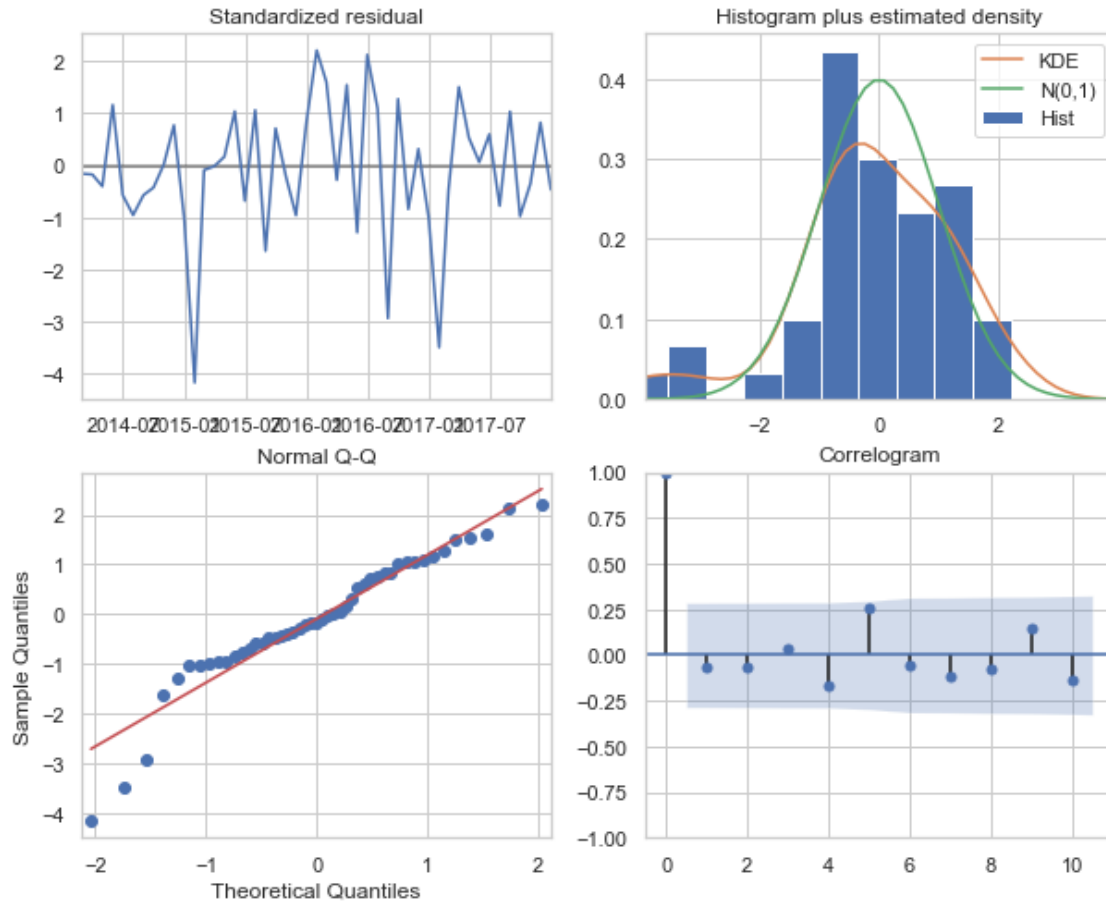 Standardized residual
2
1
0
−1
−2
−3
−4
2014-07 2015-01 2015-07 2016-01 2016-07 2017-01 2017-07
Histogram plus estimated density
KDE
N(0,1)
Hist
0.4
0.3
0.2
0.1
0.0
−2 0 2
Normal Q-Q
Sample Quantiles
2
1
0
−1
−2
−3
−4
−2 −1 0 1 2
Theoretical Quantiles
Correlogram
1.00
0.75
0.50
0.25
0.00
−0.25
−0.50
−0.75
−1.00
0 2 4 6 8 10